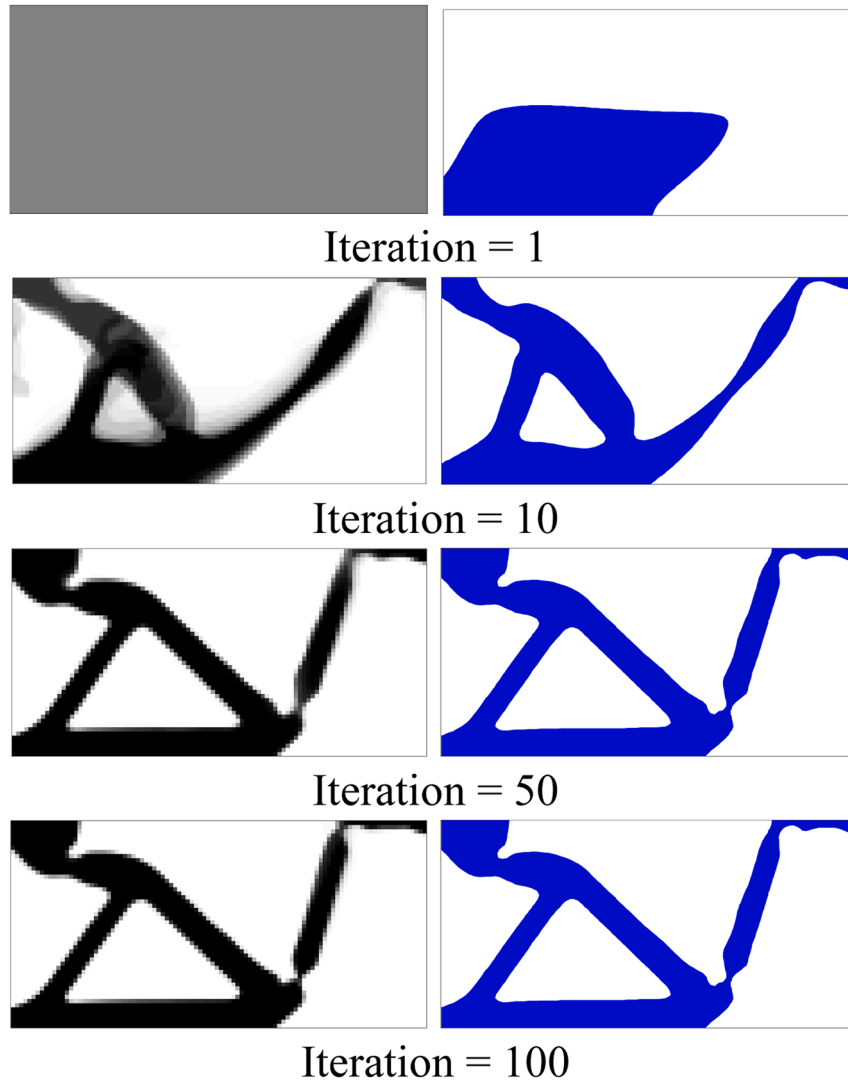 Iteration = 1
Iteration = 10
Iteration = 50
Iteration = 100